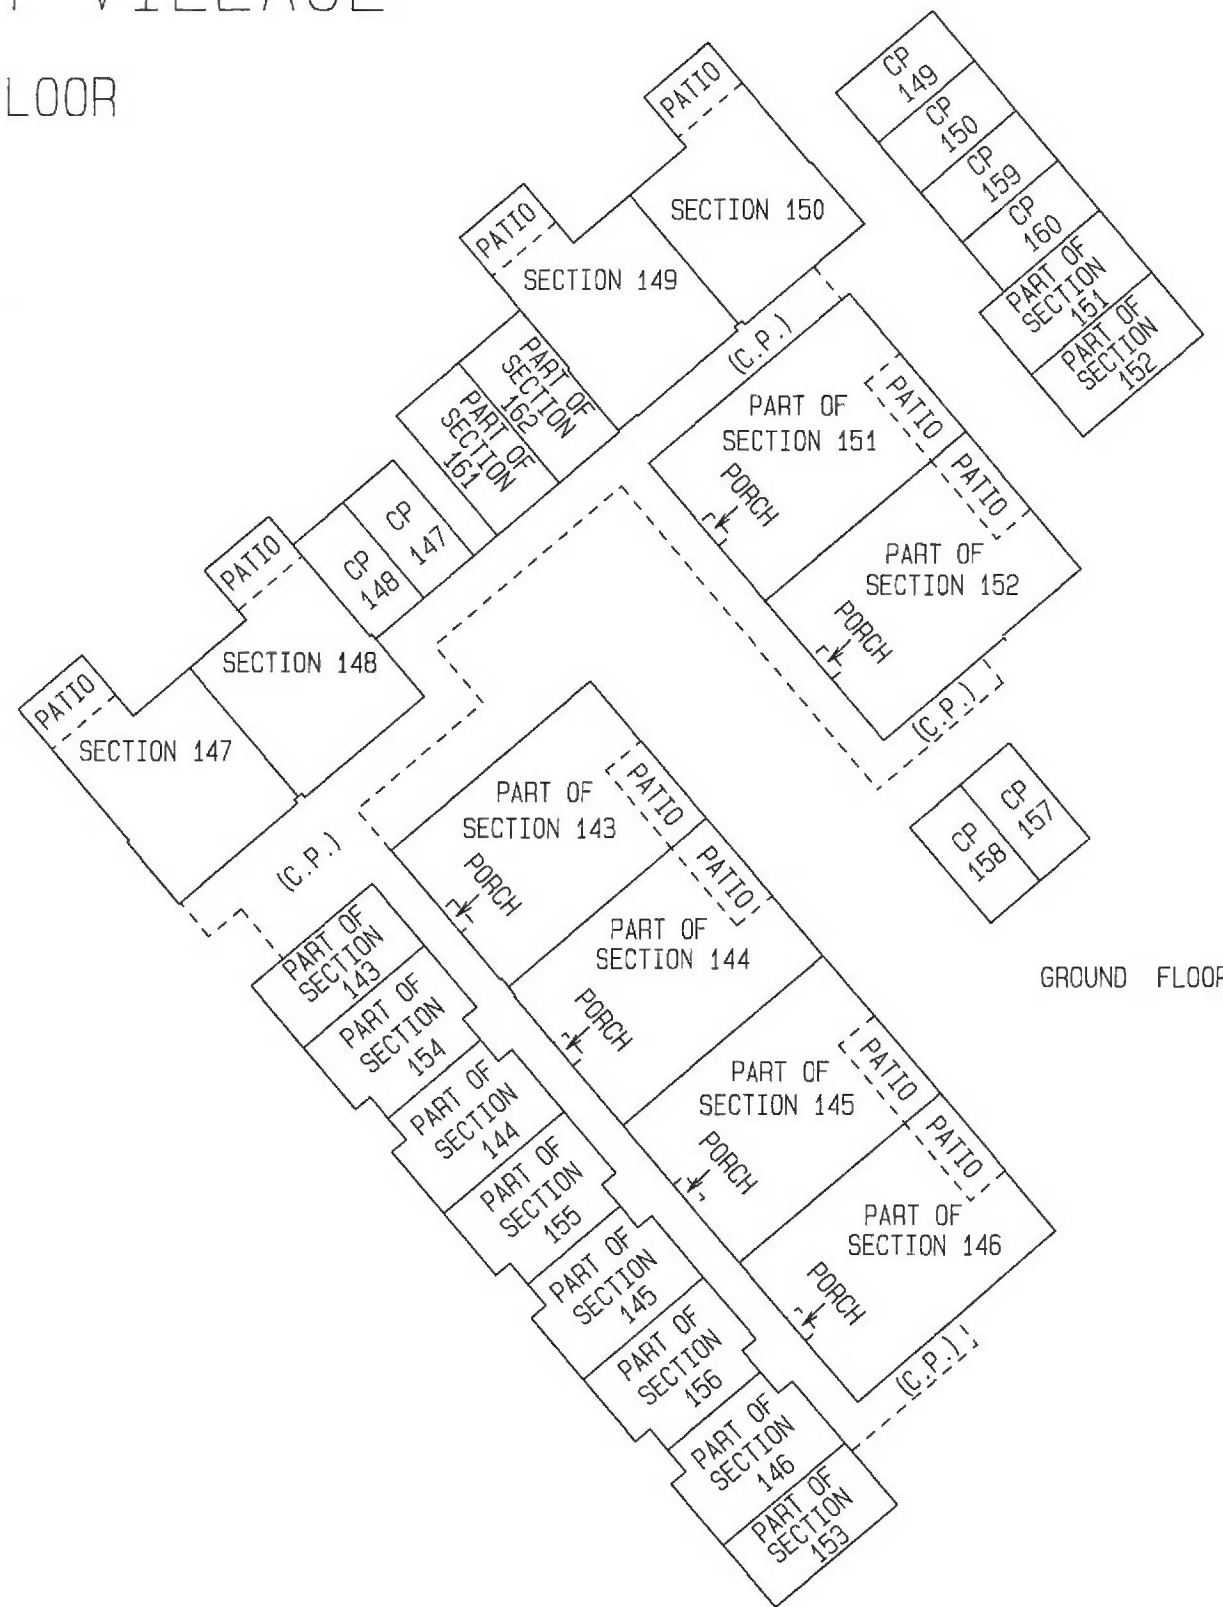 VILLAGE
LOOR
CP
149
CP
150
CP
159
CP
160
PART OF
SECTION
151
PART OF
SECTION
152
PATIO
SECTION 150
PATIO
SECTION 149
(C.P.)
PART OF
SECTION
162
PART OF
SECTION
161
CP
147
CP
148
PATIO
SECTION 148
PATIO
SECTION 147
(C.P.)
PART OF
SECTION 151
PATIO
PORCH
PATIO
PART OF
SECTION 152
PORCH
(C.P.)
CP
157
CP
158
PART OF
SECTION 143
PATIO
PORCH
PATIO
PART OF
SECTION 144
PORCH
GROUND FLOOR
PART OF
SECTION 145
PATIO
PORCH
PATIO
PART OF
SECTION 146
PORCH
(C.P.)
PART OF
SECTION
143
PART OF
SECTION
154
PART OF
SECTION
144
PART OF
SECTION
155
PART OF
SECTION
145
PART OF
SECTION
156
PART OF
SECTION
146
PART OF
SECTION
153